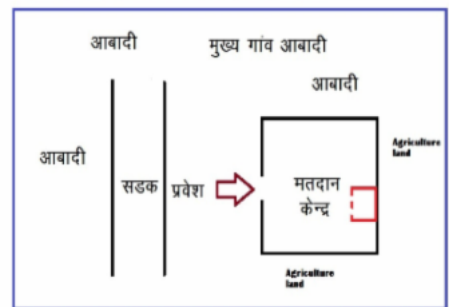 आबादी
मुख्य गांव आबादी
आबादी
Agriculture
land
आबादी
सडक
प्रवेश
मतदान
केन्द्र
Agriculture
land